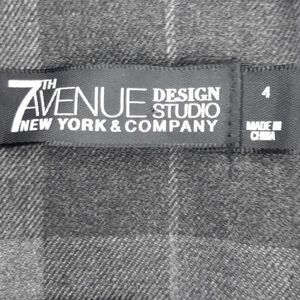 7TH AVENUE DESIGN STUDIO
NEW YORK & COMPANY
4
MADE IN
CHINA